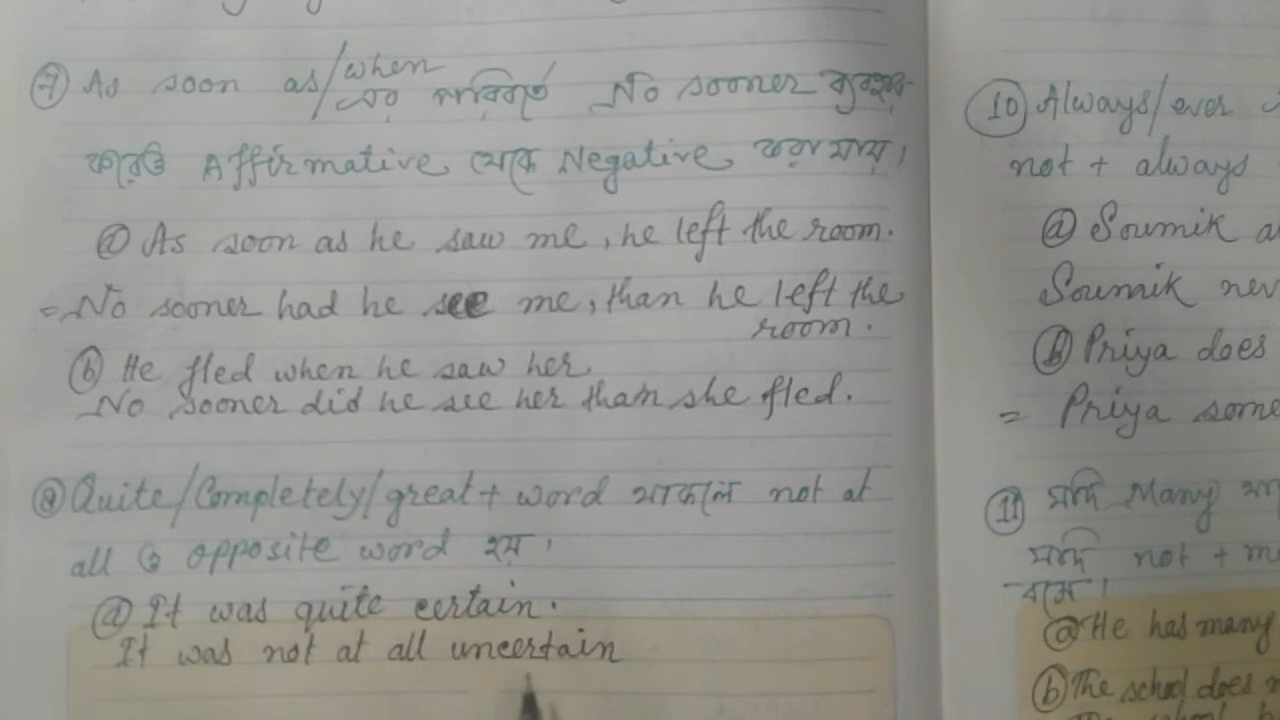 7 As soon as/when এর পরিবর্তে No sooner ব্যবহার
করেও Affirmative থেকে Negative করা যায়।
a As soon as he saw me, he left the room.
= No sooner had he see me, than he left the
room.
b He fled when he saw her.
No sooner did he see her than she fled.
8 Quite/Completely/great + word থাকলে not at
all ও opposite word হয়।
a It was quite certain.
It was not at all uncertain
10 Always/ever
not + always
a Soumik a
Soumik nev
b Priya does
= Priya some
11 যদি Many
যদি not + m
বসে।
a He has many
b The school does